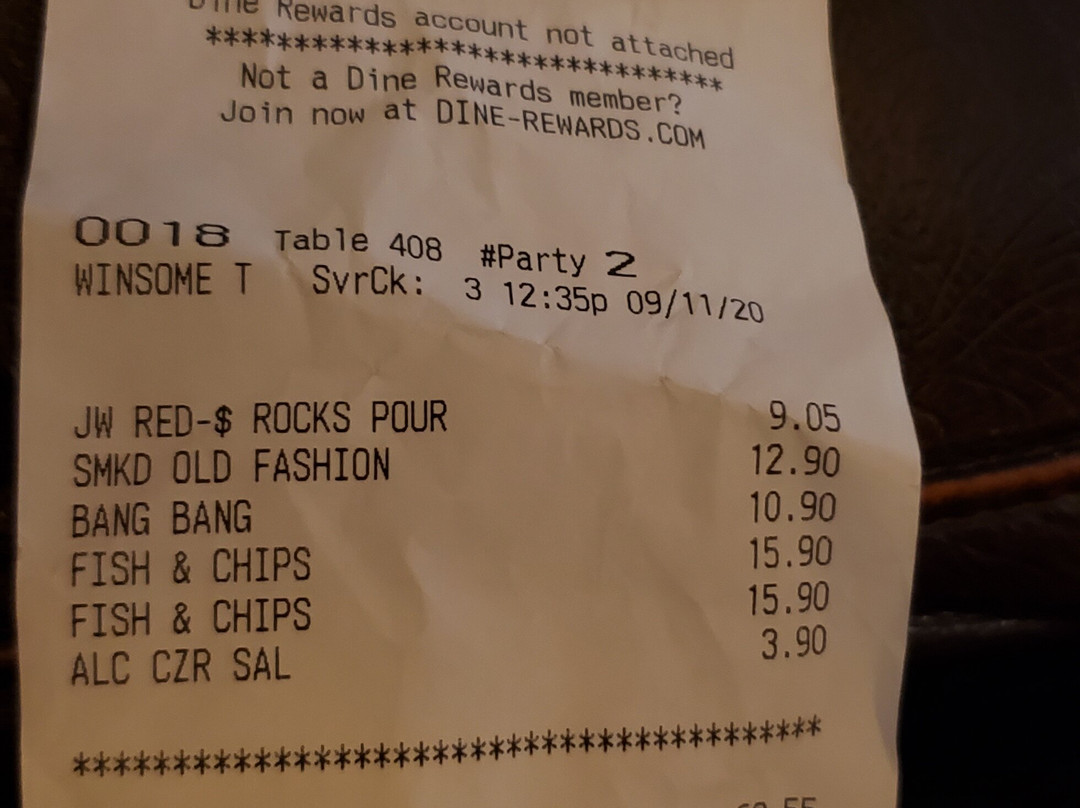 Dine Rewards account not attached
******************************
Not a Dine Rewards member?
Join now at DINE-REWARDS.COM
0018 Table 408 #Party 2
WINSOME T SvrCk: 3 12:35p 09/11/20
JW RED-$ ROCKS POUR 9.05
SMKD OLD FASHION 12.90
BANG BANG 10.90
FISH & CHIPS 15.90
FISH & CHIPS 15.90
ALC CZR SAL 3.90
**************************************